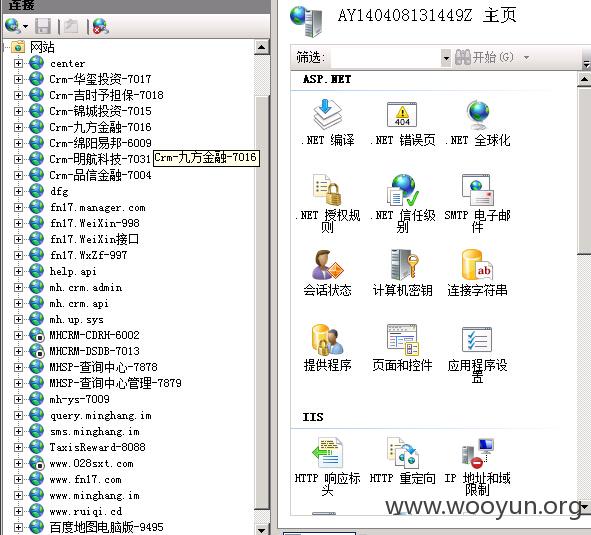 连接
网站
center
Crm-华玺投资-7017
Crm-吉时予担保-7018
Crm-锦城投资-7015
Crm-九方金融-7016
Crm-绵阳易邦-6009
Crm-明航科技-7031
Crm-九方金融-7016
Crm-品信金融-7004
dfg
fn17.manager.com
fn17.WeiXin-998
fn17.WeiXin接口
fn17.WxZf-997
help.api
mh.crm.admin
mh.crm.api
mh.up.sys
MHCRM-CDRH-6002
MHCRM-DSDB-7013
MHSP-查询中心-7878
MHSP-查询中心管理-7879
mh-ys-7009
query.minghang.im
sms.minghang.im
TaxisReward-8088
www.028sxt.com
www.fn17.com
www.minghang.im
www.ruiqi.cd
百度地图电脑版-9495
AY140408131449Z 主页
筛选: 开始(G)
ASP.NET
.NET 编译 .NET 错误页 .NET 全球化
404
.NET 授权规
则
.NET 信任级
别
SMTP 电子邮
件
会话状态 计算机密钥 连接字符串
ab
提供程序 页面和控件 应用程序设
置
IIS
HTTP 响应标
头
HTTP 重定向 IP 地址和域
限制
www.wooyun.org